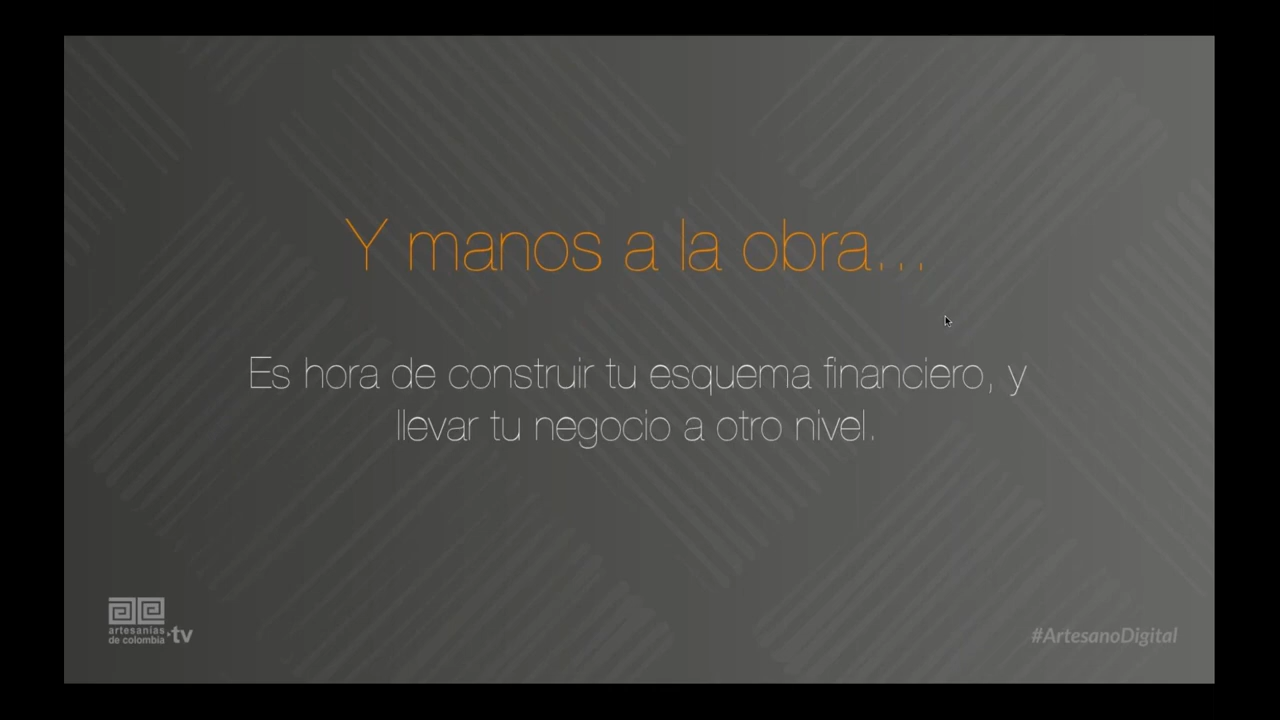 Y manos a la obra...
Es hora de construir tu esquema financiero, y
llevar tu negocio a otro nivel.
artesanías
de colombia
.tv
#ArtesanoDigital